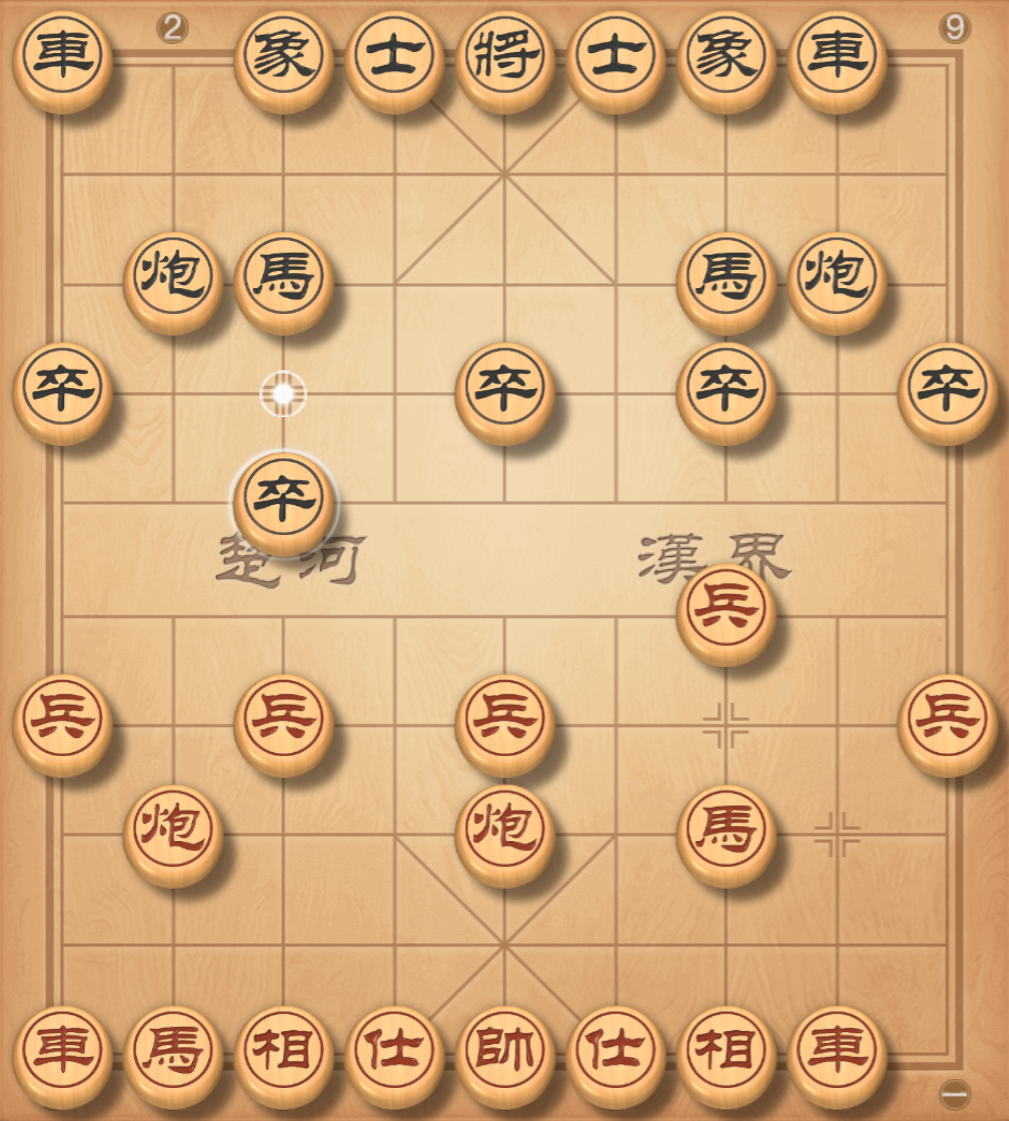 2 9
車 象 士 將 士 象 車
炮 馬 馬 炮
卒 卒 卒 卒
卒
楚河 漢界
兵
兵 兵 兵 兵
炮 炮 馬
車 馬 相 仕 帥 仕 相 車
一